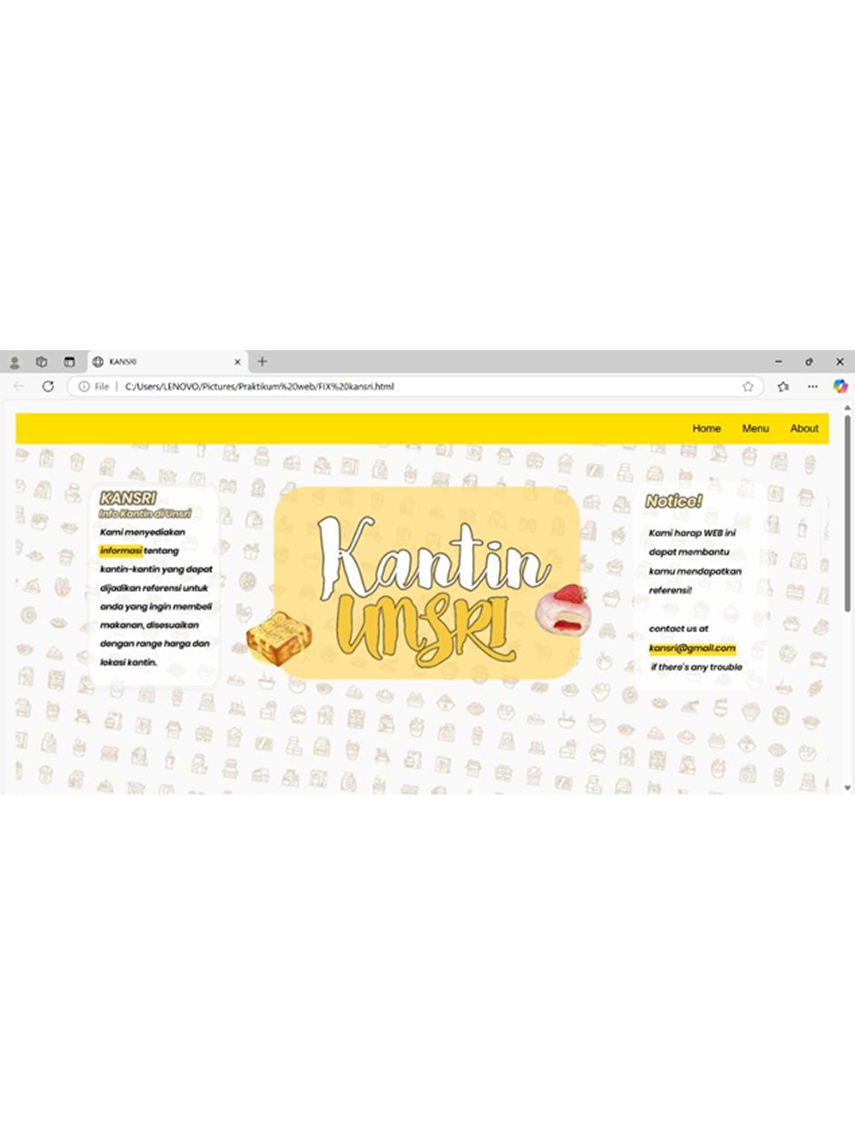 KANSRI
File | C:/Users/LENOVO/Pictures/Praktikum%20web/FIX%20kansri.html
Home Menu About
KANSRI
Info Kantin di Unsri
Kami menyediakan
informasi tentang
kantin-kantin yang dapat
dijadikan referensi untuk
anda yang ingin membeli
makanan, disesuaikan
dengan range harga dan
lokasi kantin.
Kantin
UNSRI
Notice!
Kami harap WEB ini
dapat membantu
kamu mendapatkan
referensi!
contact us at
kansri@gmail.com
if there's any trouble